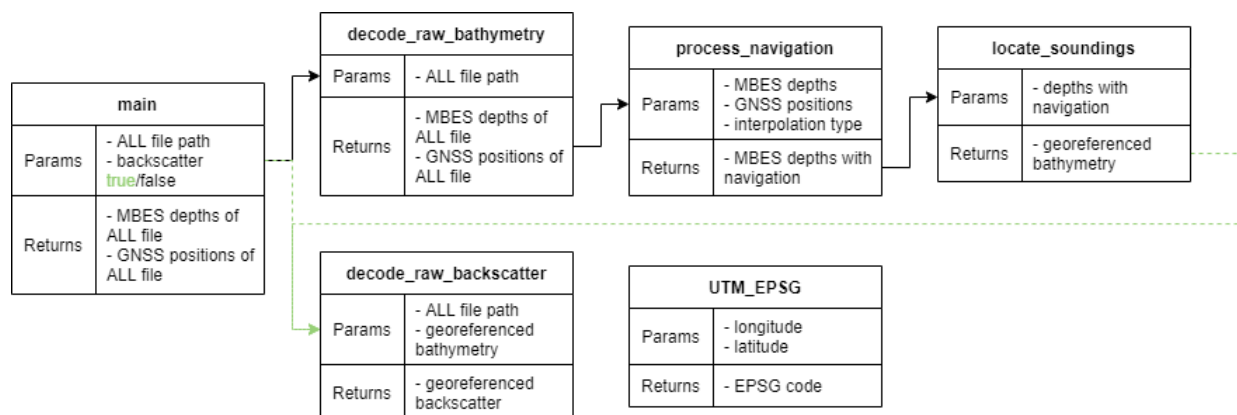 main
Params
- ALL file path
- backscatter
true/false
Returns
- MBES depths of
ALL file
- GNSS positions of
ALL file
decode_raw_bathymetry
Params
- ALL file path
Returns
- MBES depths of
ALL file
- GNSS positions of
ALL file
process_navigation
Params
- MBES depths
- GNSS positions
- interpolation type
Returns
- MBES depths with
navigation
locate_soundings
Params
- depths with
navigation
Returns
- georeferenced
bathymetry
decode_raw_backscatter
Params
- ALL file path
- georeferenced
bathymetry
Returns
- georeferenced
backscatter
UTM_EPSG
Params
- longitude
- latitude
Returns
- EPSG code